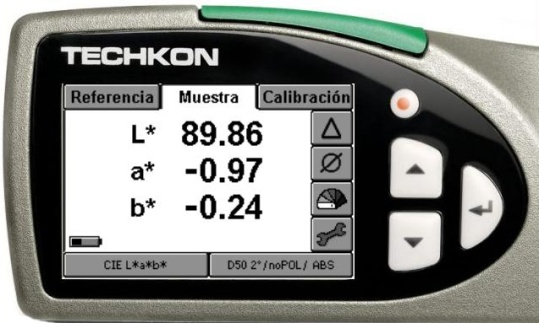 TECHKON
Referencia Muestra Calibración
L* 89.86
a* -0.97
b* -0.24
CIE L*a*b* D50 2°/noPOL/ ABS